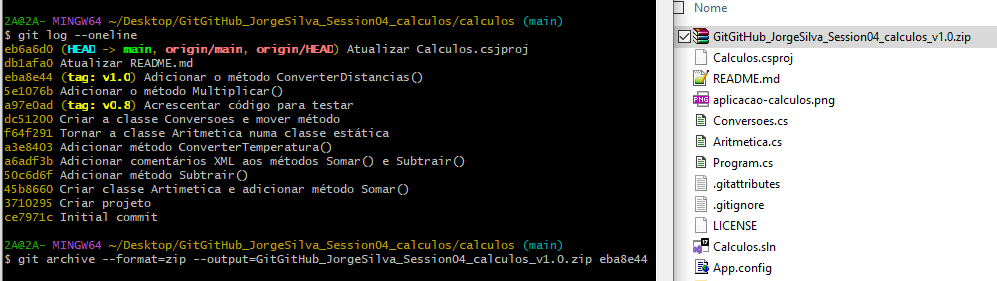 2A@2A- MINGW64 ~/Desktop/GitGitHub_JorgeSilva_Session04_calculos/calculos (main)
$ git log --oneline
eb6a6d0 (HEAD -> main, origin/main, origin/HEAD) Atualizar Calculos.csjproj
db1afa0 Atualizar README.md
eba8e44 (tag: v1.0) Adicionar o método ConverterDistancias()
5e1076b Adicionar o método Multiplicar()
a97e0ad (tag: v0.8) Acrescentar código para testar
dc51200 Criar a classe Conversoes e mover método
f64f291 Tornar a classe Aritmetica numa classe estática
a3e8403 Adicionar método ConverterTemperatura()
a6adf3b Adicionar comentários XML aos métodos Somar() e Subtrair()
50c6d6f Adicionar método Subtrair()
45b8660 Criar classe Artimetica e adicionar método Somar()
3710295 Criar projeto
ce7971c Initial commit
2A@2A- MINGW64 ~/Desktop/GitGitHub_JorgeSilva_Session04_calculos/calculos (main)
$ git archive --format=zip --output=GitGitHub_JorgeSilva_Session04_calculos_v1.0.zip eba8e44
Nome
GitGitHub_JorgeSilva_Session04_calculos_v1.0.zip
Calculos.csproj
README.md
aplicacao-calculos.png
Conversoes.cs
Aritmetica.cs
Program.cs
.gitattributes
.gitignore
LICENSE
Calculos.sln
App.config